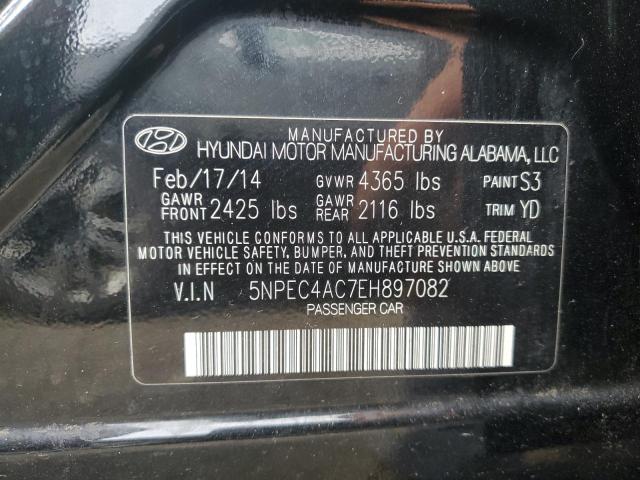 MANUFACTURED BY
HYUNDAI MOTOR MANUFACTURING ALABAMA, LLC
Feb/17/14 GVWR 4365 lbs PAINT S3
GAWR FRONT 2425 lbs GAWR REAR 2116 lbs TRIM YD
THIS VEHICLE CONFORMS TO ALL APPLICABLE U.S.A. FEDERAL
MOTOR VEHICLE SAFETY, BUMPER, AND THEFT PREVENTION STANDARDS
IN EFFECT ON THE DATE OF MANUFACTURE SHOWN ABOVE.
V.I.N 5NPEC4AC7EH897082
PASSENGER CAR